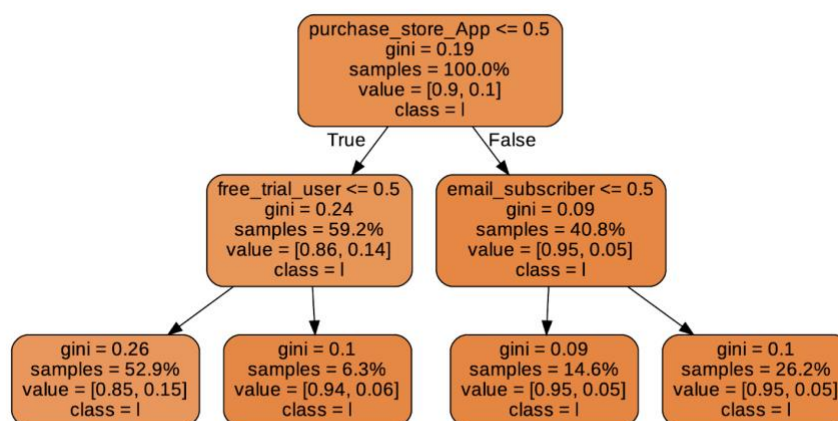 purchase_store_App <= 0.5
gini = 0.19
samples = 100.0%
value = [0.9, 0.1]
class = l
True
False
free_trial_user <= 0.5
gini = 0.24
samples = 59.2%
value = [0.86, 0.14]
class = l
email_subscriber <= 0.5
gini = 0.09
samples = 40.8%
value = [0.95, 0.05]
class = l
gini = 0.26
samples = 52.9%
value = [0.85, 0.15]
class = l
gini = 0.1
samples = 6.3%
value = [0.94, 0.06]
class = l
gini = 0.09
samples = 14.6%
value = [0.95, 0.05]
class = l
gini = 0.1
samples = 26.2%
value = [0.95, 0.05]
class = l